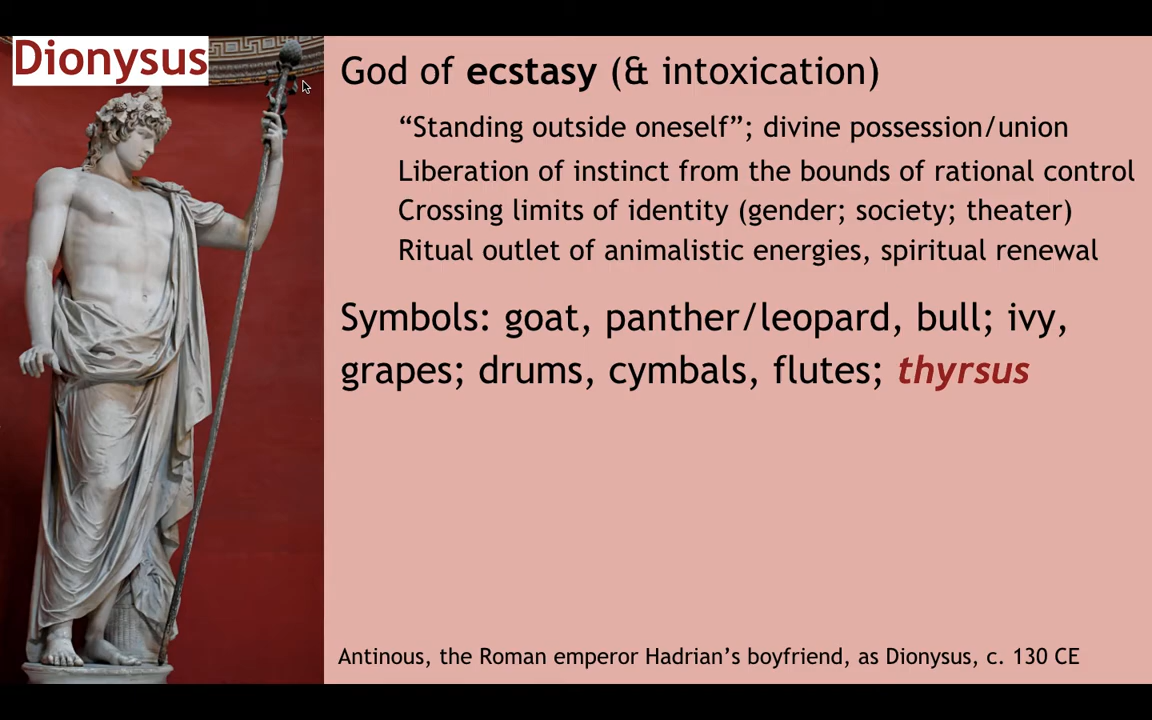 Dionysus
God of ecstasy (& intoxication)
“Standing outside oneself”; divine possession/union
Liberation of instinct from the bounds of rational control
Crossing limits of identity (gender; society; theater)
Ritual outlet of animalistic energies, spiritual renewal
Symbols: goat, panther/leopard, bull; ivy,
grapes; drums, cymbals, flutes; thyrsus
Antinous, the Roman emperor Hadrian’s boyfriend, as Dionysus, c. 130 CE